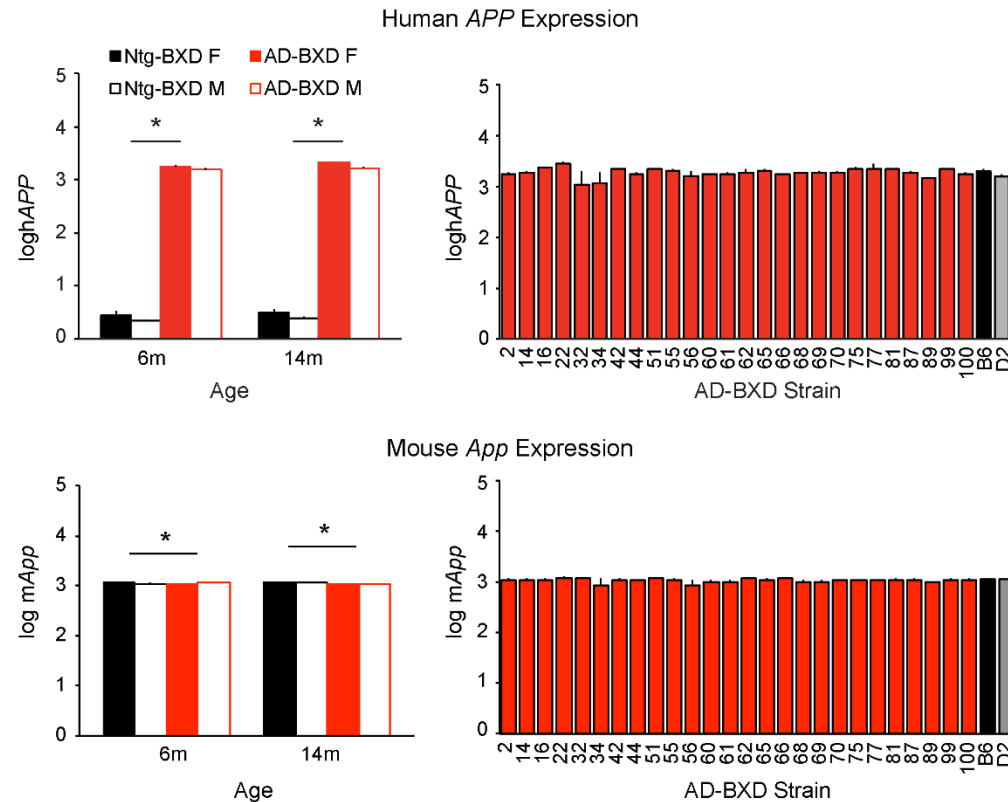 Human APP Expression
Ntg-BXD F AD-BXD F
Ntg-BXD M AD-BXD M
5
4
3
2
1
0
loghAPP
*
*
6m 14m
Age
5
4
3
2
1
0
loghAPP
2 14 16 22 32 34 42 44 51 55 56 60 61 62 65 66 68 69 70 75 77 81 87 89 99 100 B6 D2
AD-BXD Strain
Mouse App Expression
5
4
3
2
1
0
log mApp
*
*
6m 14m
Age
5
4
3
2
1
0
log mApp
2 14 16 22 32 34 42 44 51 55 56 60 61 62 65 66 68 69 70 75 77 81 87 89 99 100 B6 D2
AD-BXD Strain